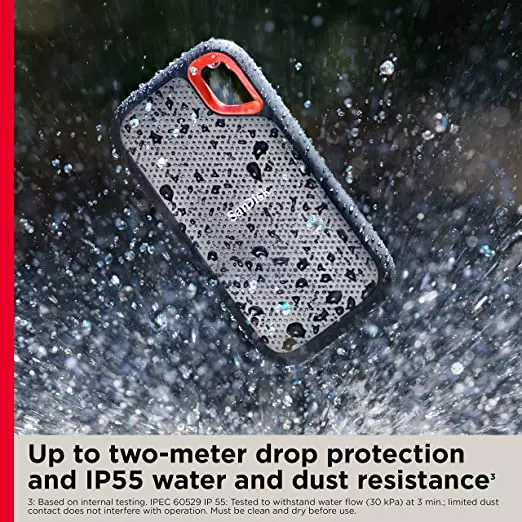 SanDisk
Up to two-meter drop protection
and IP55 water and dust resistance³
3: Based on internal testing. IPEC 60529 IP 55: Tested to withstand water flow (30 kPa) at 3 min.; limited dust
contact does not interfere with operation. Must be clean and dry before use.